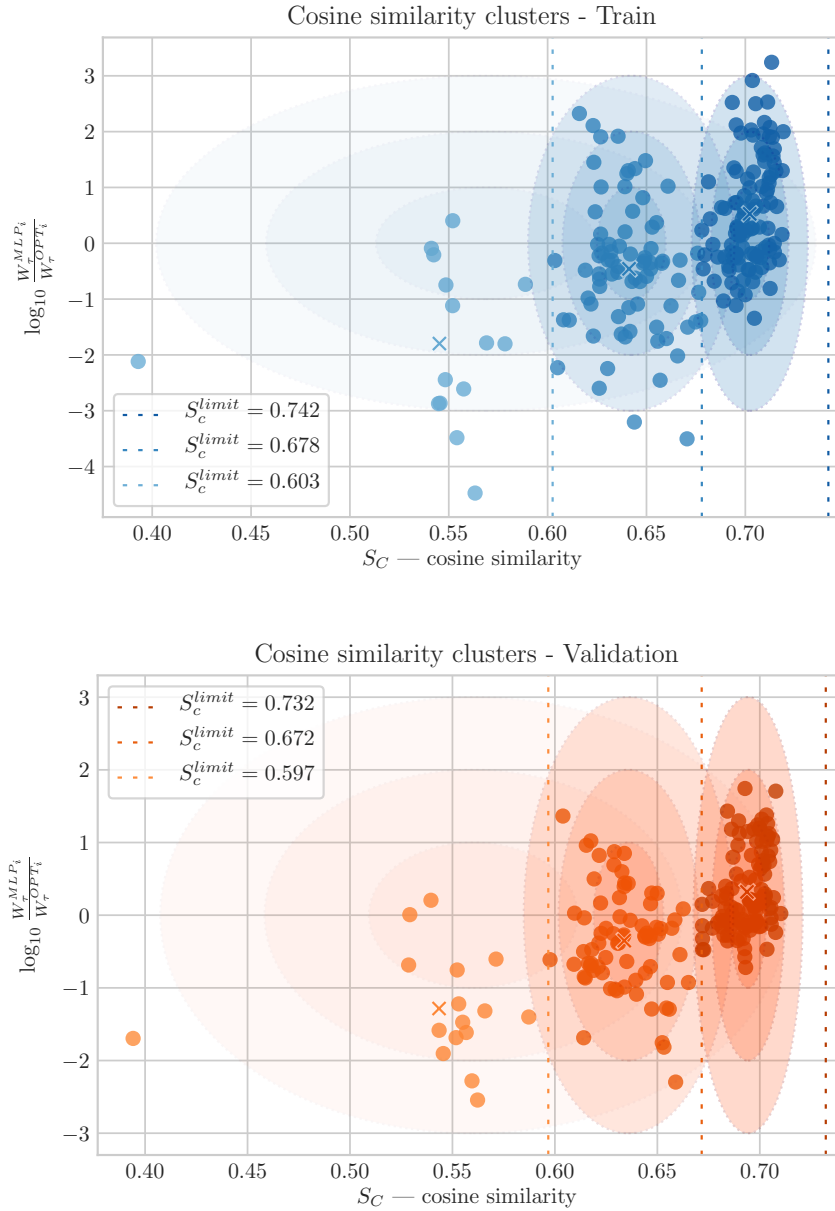 Cosine similarity clusters - Train
3
2
1
0
−1
−2
−3
−4
log₁₀ W_τ^{MLP_i} / W_τ^{OPT_i}
S_c^{limit} = 0.742
S_c^{limit} = 0.678
S_c^{limit} = 0.603
0.40 0.45 0.50 0.55 0.60 0.65 0.70
S_C — cosine similarity
Cosine similarity clusters - Validation
3
2
1
0
−1
−2
−3
log₁₀ W_τ^{MLP_i} / W_τ^{OPT_i}
S_c^{limit} = 0.732
S_c^{limit} = 0.672
S_c^{limit} = 0.597
0.40 0.45 0.50 0.55 0.60 0.65 0.70
S_C — cosine similarity